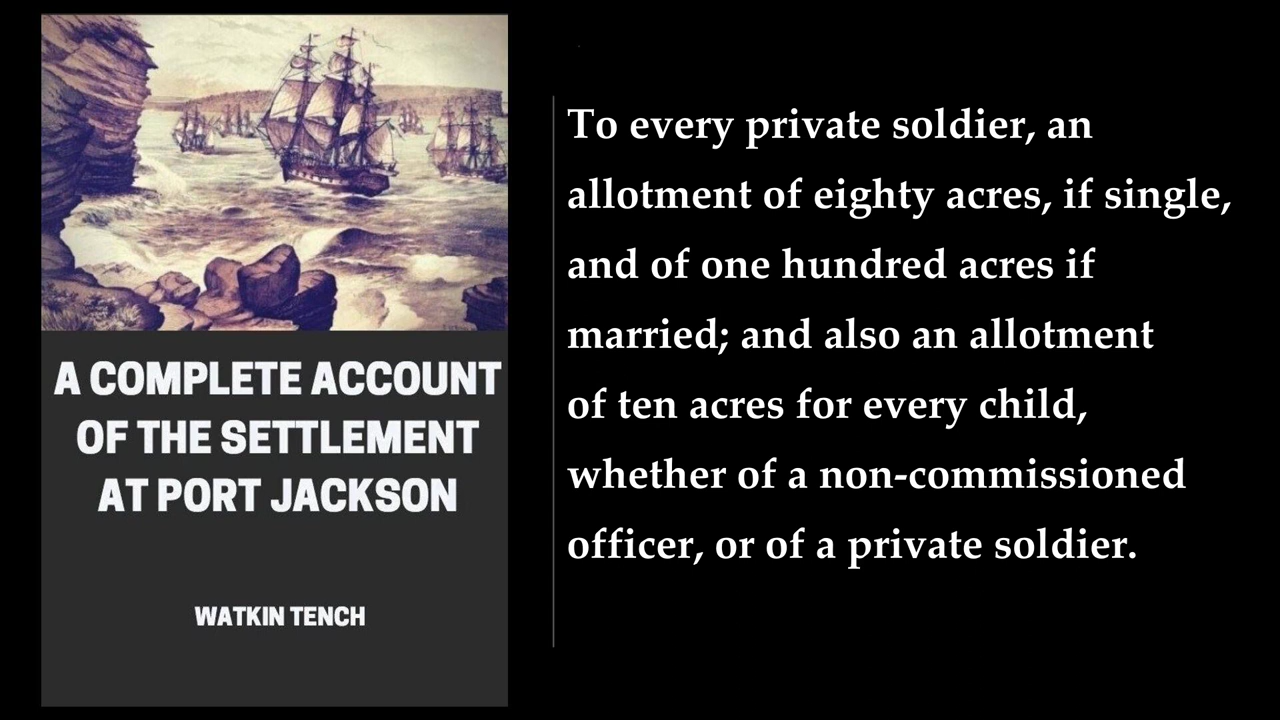 A COMPLETE ACCOUNT
OF THE SETTLEMENT
AT PORT JACKSON
WATKIN TENCH
To every private soldier, an
allotment of eighty acres, if single,
and of one hundred acres if
married; and also an allotment
of ten acres for every child,
whether of a non-commissioned
officer, or of a private soldier.